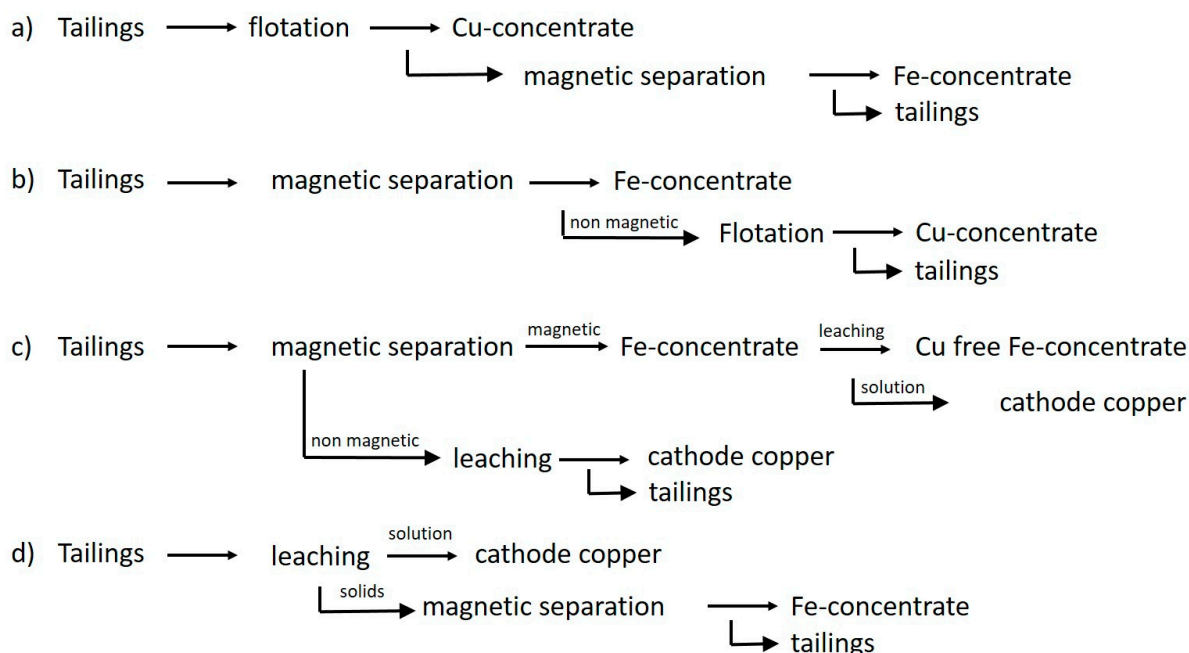 a) Tailings flotation Cu-concentrate
magnetic separation Fe-concentrate
tailings
b) Tailings magnetic separation Fe-concentrate
non magnetic Flotation Cu-concentrate
tailings
c) Tailings magnetic separation magnetic Fe-concentrate leaching Cu free Fe-concentrate
solution cathode copper
non magnetic leaching cathode copper
tailings
d) Tailings leaching solution cathode copper
solids magnetic separation Fe-concentrate
tailings